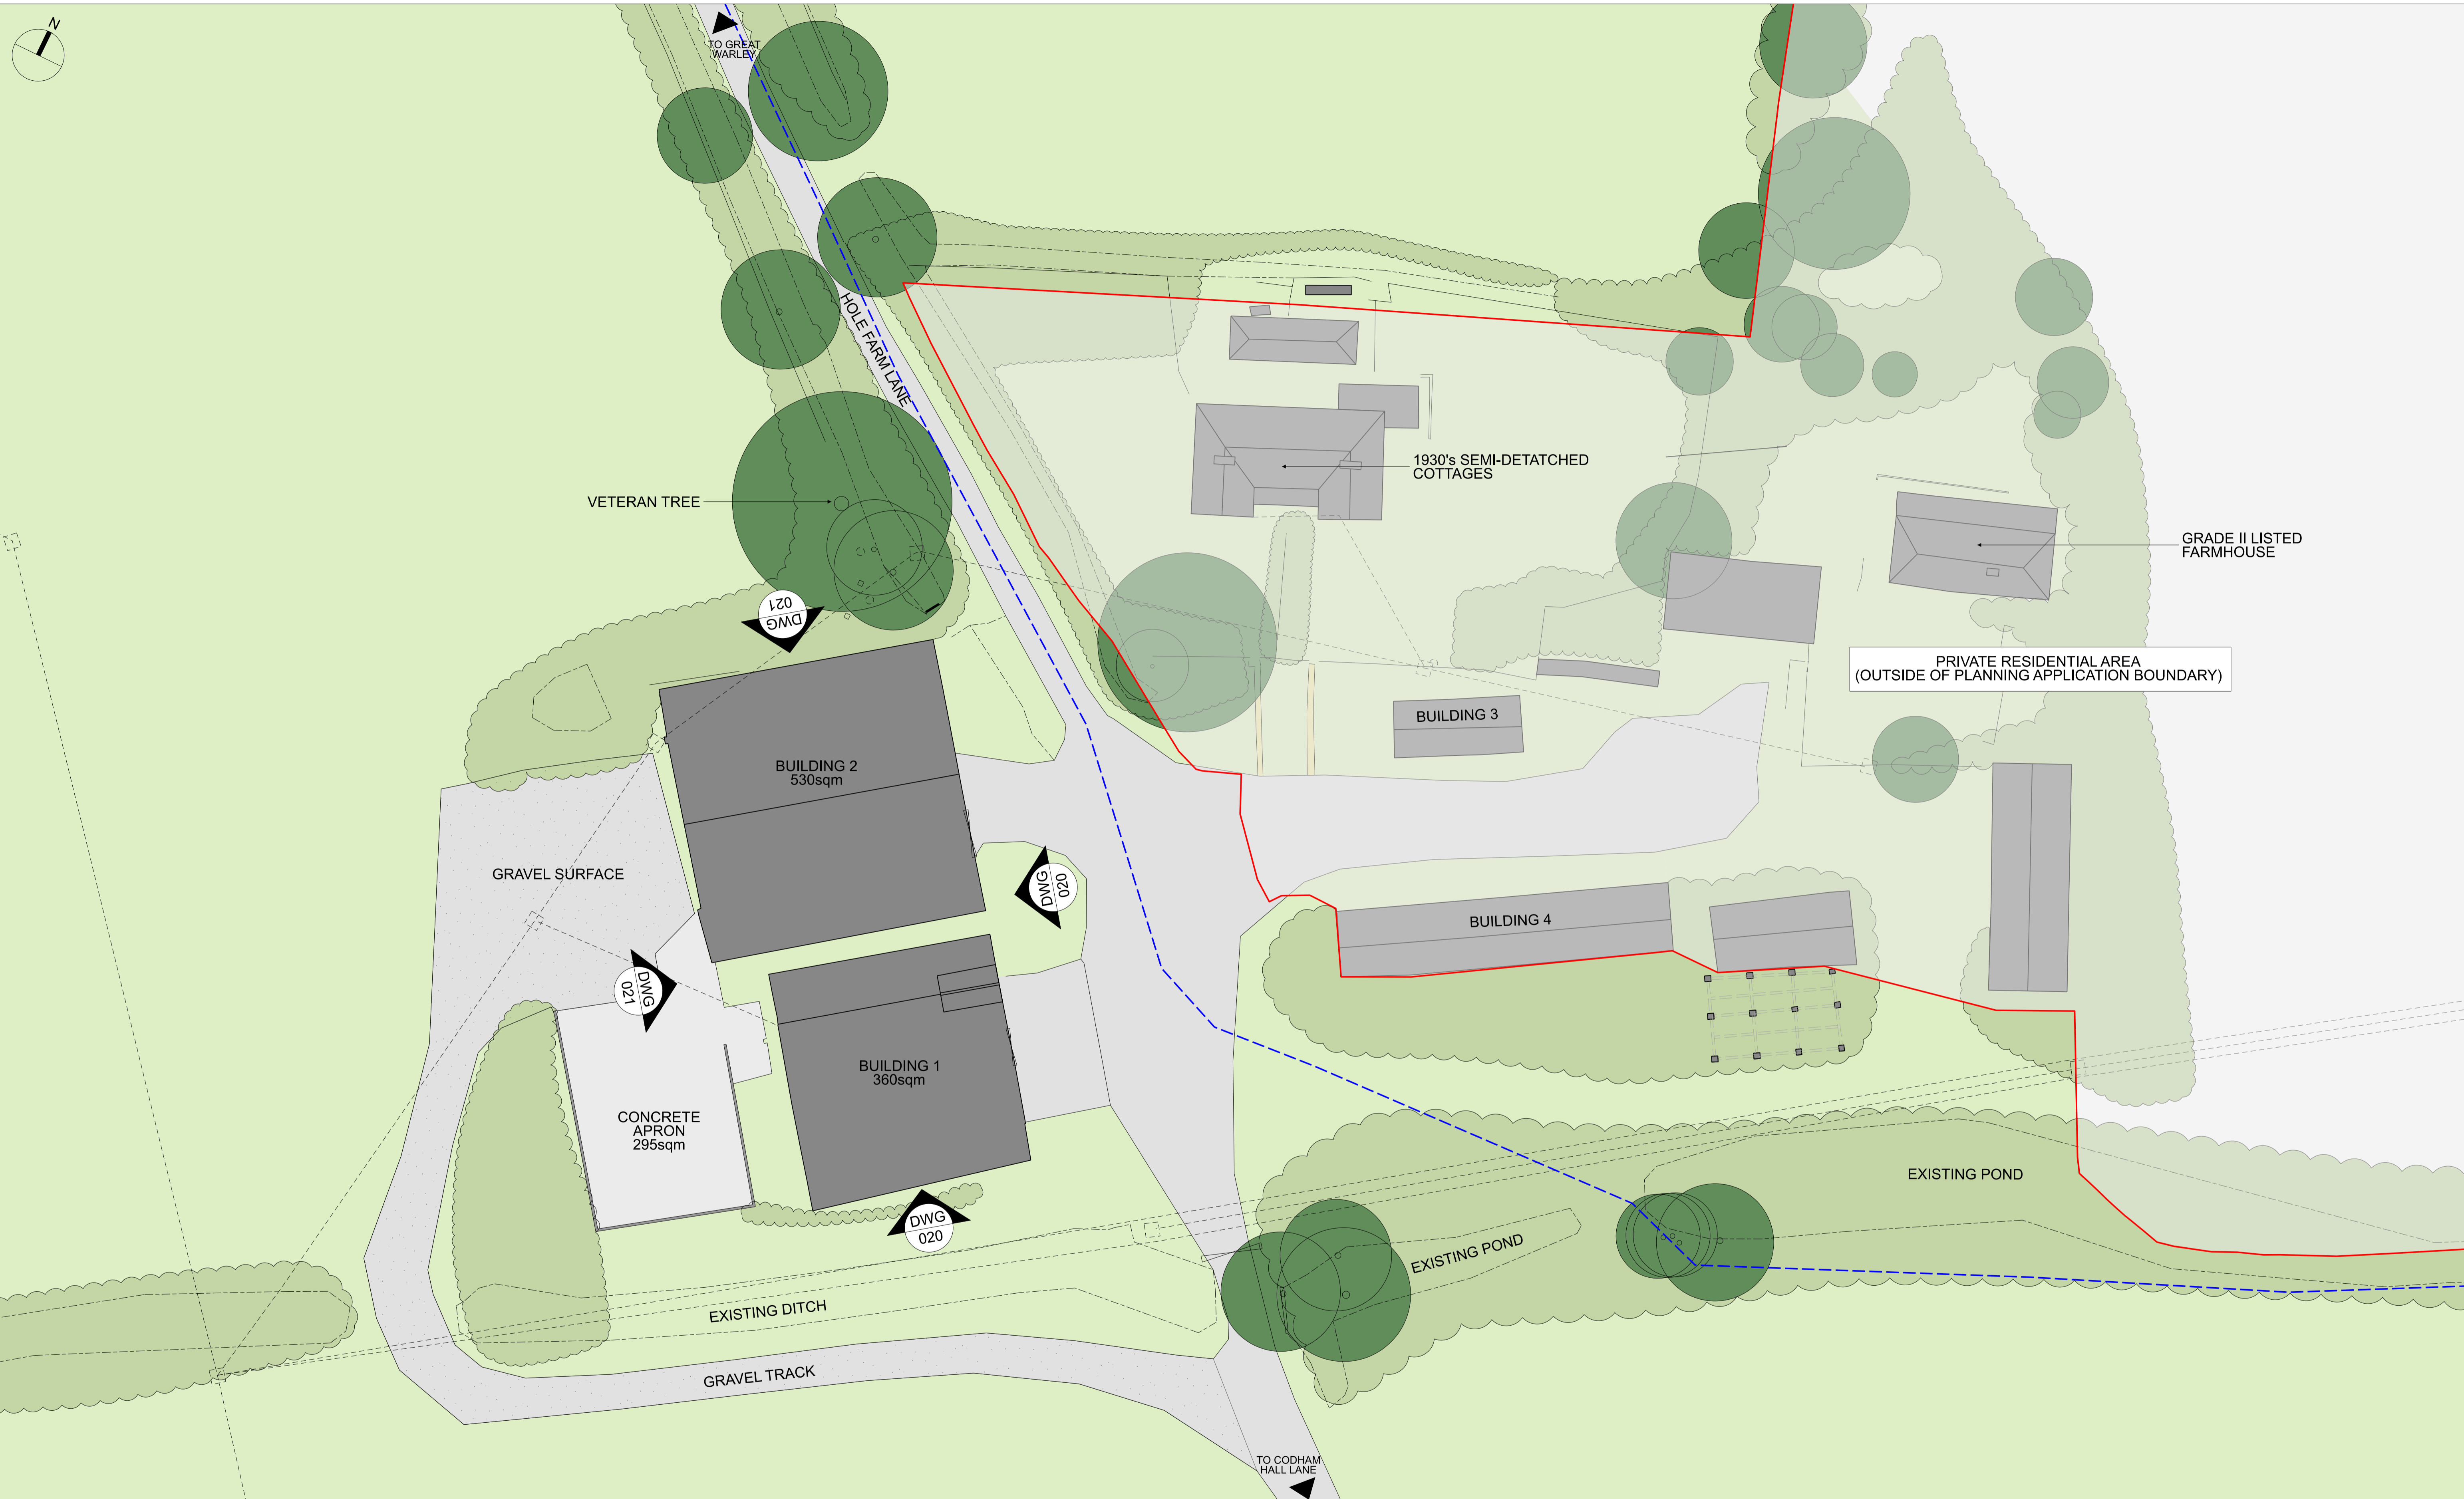 N
TO GREAT
WARLEY
HOLE FARM LANE
1930's SEMI-DETATCHED
COTTAGES
VETERAN TREE
GRADE II LISTED
FARMHOUSE
DWG
021
PRIVATE RESIDENTIAL AREA
(OUTSIDE OF PLANNING APPLICATION BOUNDARY)
BUILDING 3
BUILDING 2
530sqm
GRAVEL SURFACE
DWG
020
BUILDING 4
DWG
021
BUILDING 1
360sqm
CONCRETE
APRON
295sqm
EXISTING POND
DWG
020
EXISTING POND
EXISTING DITCH
GRAVEL TRACK
TO CODHAM
HALL LANE